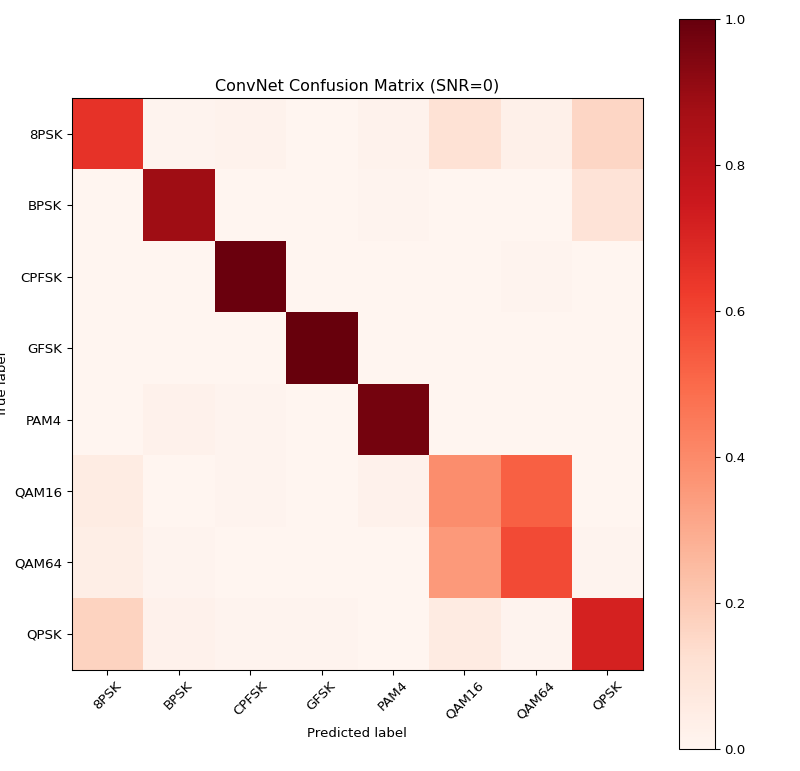 ConvNet Confusion Matrix (SNR=0)
8PSK
BPSK
CPFSK
GFSK
PAM4
QAM16
QAM64
QPSK
8PSK BPSK CPFSK GFSK PAM4 QAM16 QAM64 QPSK
Predicted label
label
1.0
0.8
0.6
0.4
0.2
0.0